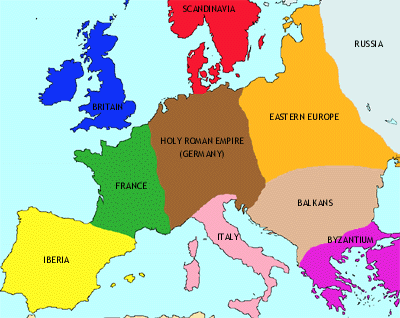 SCANDINAVIA
RUSSIA
BRITAIN
EASTERN EUROPE
HOLY ROMAN EMPIRE
(GERMANY)
FRANCE
BALKANS
ITALY
BYZANTIUM
IBERIA